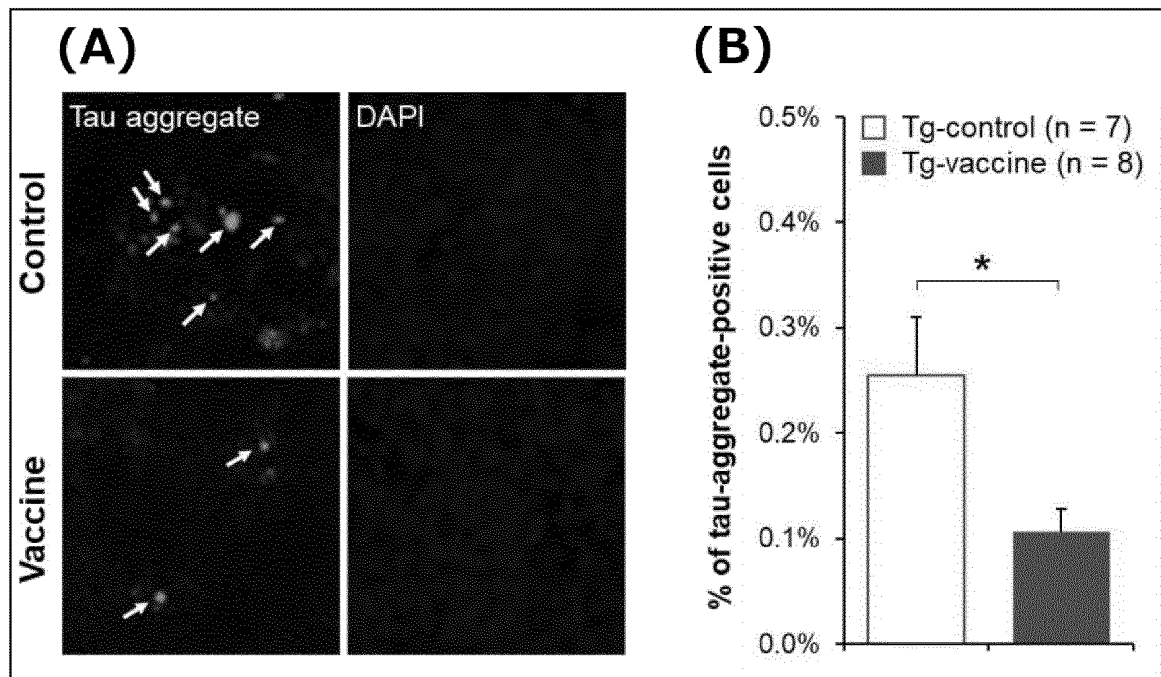 (A)
Tau aggregate
DAPI
Control
Vaccine
(B)
% of tau-aggregate-positive cells
0.5%
0.4%
0.3%
0.2%
0.1%
0.0%
Tg-control (n = 7)
Tg-vaccine (n = 8)
*